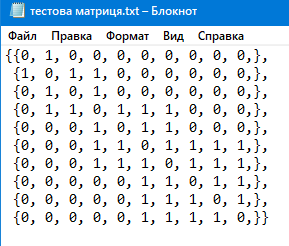 тестова матриця.txt – Блокнот
Файл Правка Формат Вид Справка
{{0, 1, 0, 0, 0, 0, 0, 0, 0, 0,},
{1, 0, 1, 1, 0, 0, 0, 0, 0, 0,},
{0, 1, 0, 1, 0, 0, 0, 0, 0, 0,},
{0, 1, 1, 0, 1, 1, 1, 0, 0, 0,},
{0, 0, 0, 1, 0, 1, 1, 0, 0, 0,},
{0, 0, 0, 1, 1, 0, 1, 1, 1, 1,},
{0, 0, 0, 1, 1, 1, 0, 1, 1, 1,},
{0, 0, 0, 0, 0, 1, 1, 0, 1, 1,},
{0, 0, 0, 0, 0, 1, 1, 1, 0, 1,},
{0, 0, 0, 0, 0, 1, 1, 1, 1, 0,}}